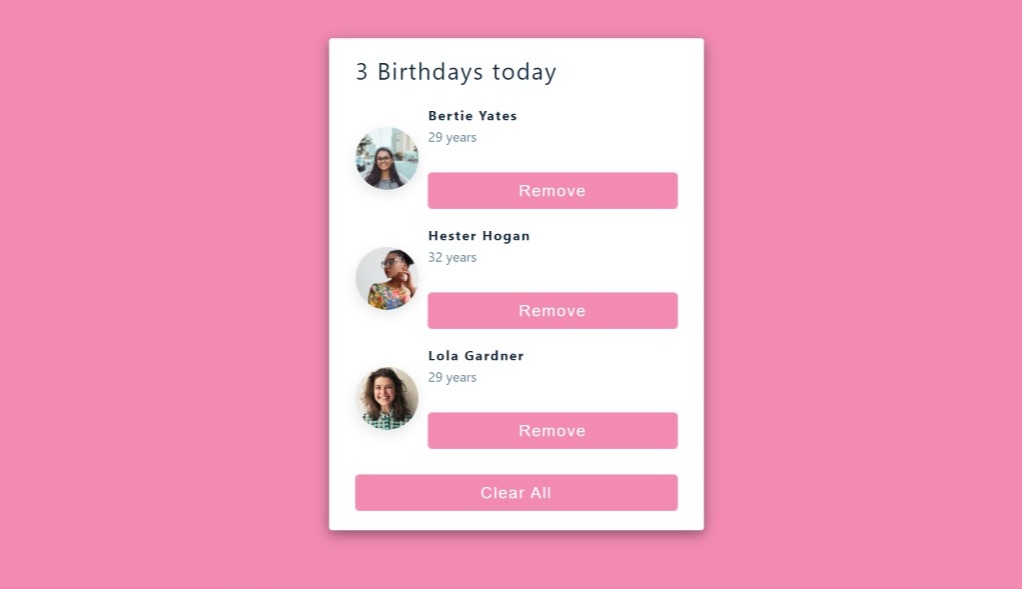 3 Birthdays today
Bertie Yates
29 years
Remove
Hester Hogan
32 years
Remove
Lola Gardner
29 years
Remove
Clear All